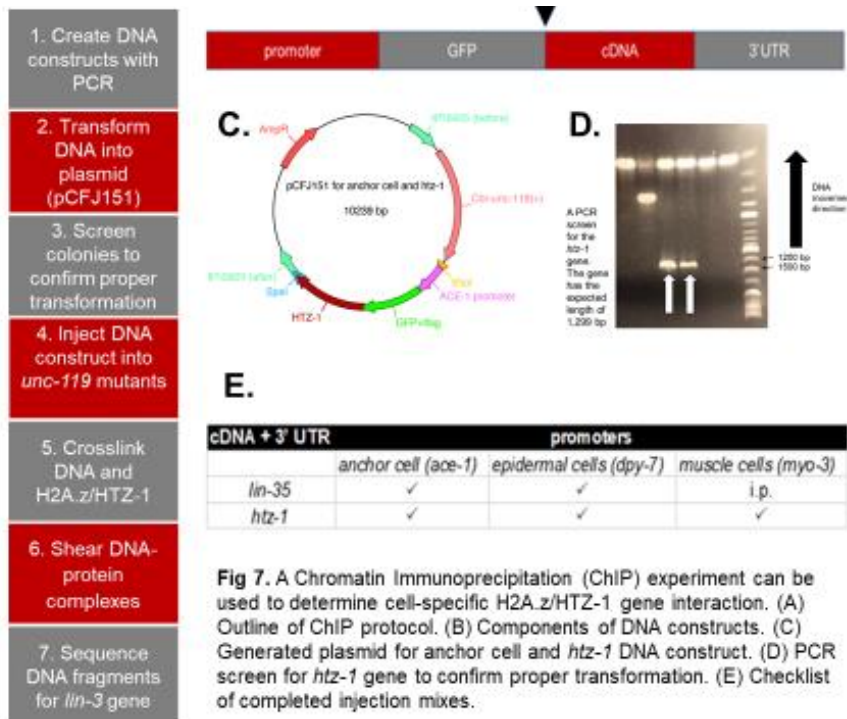 1. Create DNA
constructs with
PCR
2. Transform
DNA into
plasmid
(pCFJ151)
3. Screen
colonies to
confirm proper
transformation
4. Inject DNA
construct into
unc-119 mutants
5. Crosslink
DNA and
H2A.z/HTZ-1
6. Shear DNA-
protein
complexes
7. Sequence
DNA fragments
for lin-3 gene
promoter GFP cDNA 3'UTR
C.
AmpR
pCFJ151 for anchor cell and htz-1
10239 bp
ACE-1 promoter
GFP+flag
HTZ-1
SpeI
D.
A PCR
screen for
the htz-1
gene.
The gene
has the
expected
length of
1,299 bp
DNA
movement
direction
1200 bp
1500 bp
E.
cDNA + 3' UTR promoters
anchor cell (ace-1) epidermal cells (dpy-7) muscle cells (myo-3)
lin-35 ✓ ✓ i.p.
htz-1 ✓ ✓ ✓
Fig 7. A Chromatin Immunoprecipitation (ChIP) experiment can be
used to determine cell-specific H2A.z/HTZ-1 gene interaction. (A)
Outline of ChIP protocol. (B) Components of DNA constructs. (C)
Generated plasmid for anchor cell and htz-1 DNA construct. (D) PCR
screen for htz-1 gene to confirm proper transformation. (E) Checklist
of completed injection mixes.